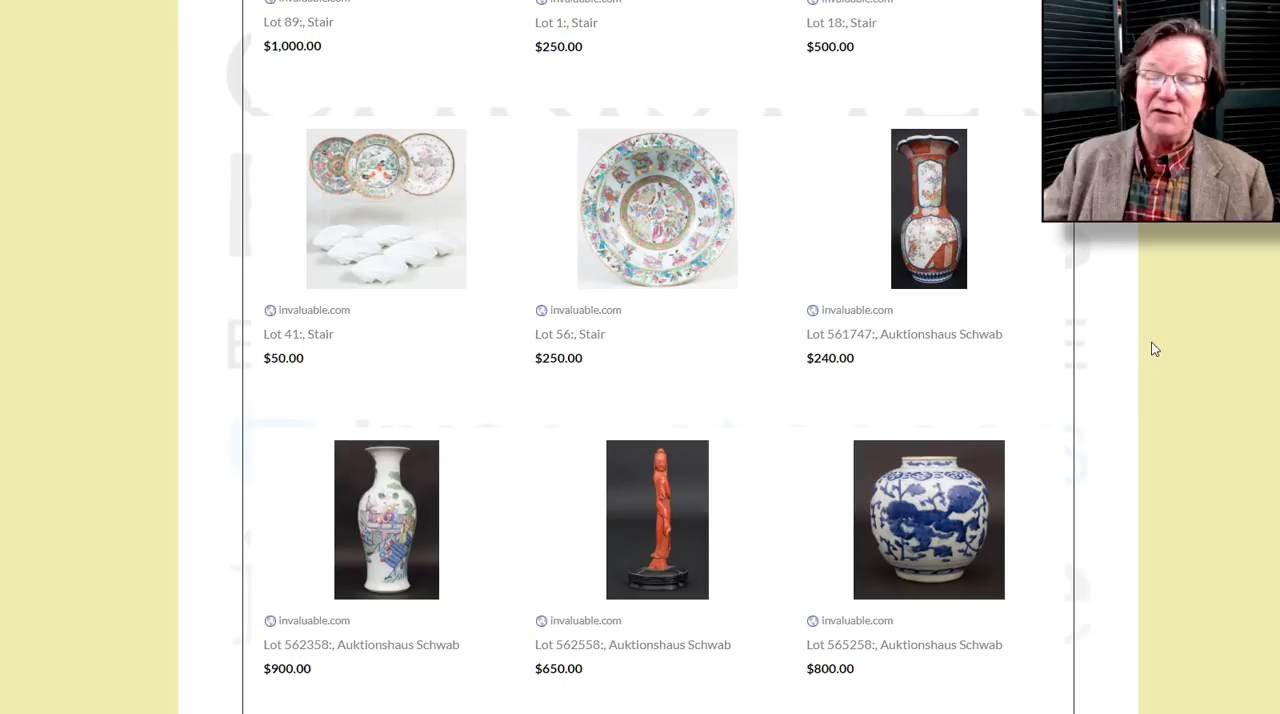 Lot 89:, Stair
$1,000.00
Lot 1:, Stair
$250.00
Lot 18:, Stair
$500.00
invaluable.com
Lot 41:, Stair
$50.00
invaluable.com
Lot 56:, Stair
$250.00
invaluable.com
Lot 561747:, Auktionshaus Schwab
$240.00
invaluable.com
Lot 562358:, Auktionshaus Schwab
$900.00
invaluable.com
Lot 562558:, Auktionshaus Schwab
$650.00
invaluable.com
Lot 565258:, Auktionshaus Schwab
$800.00